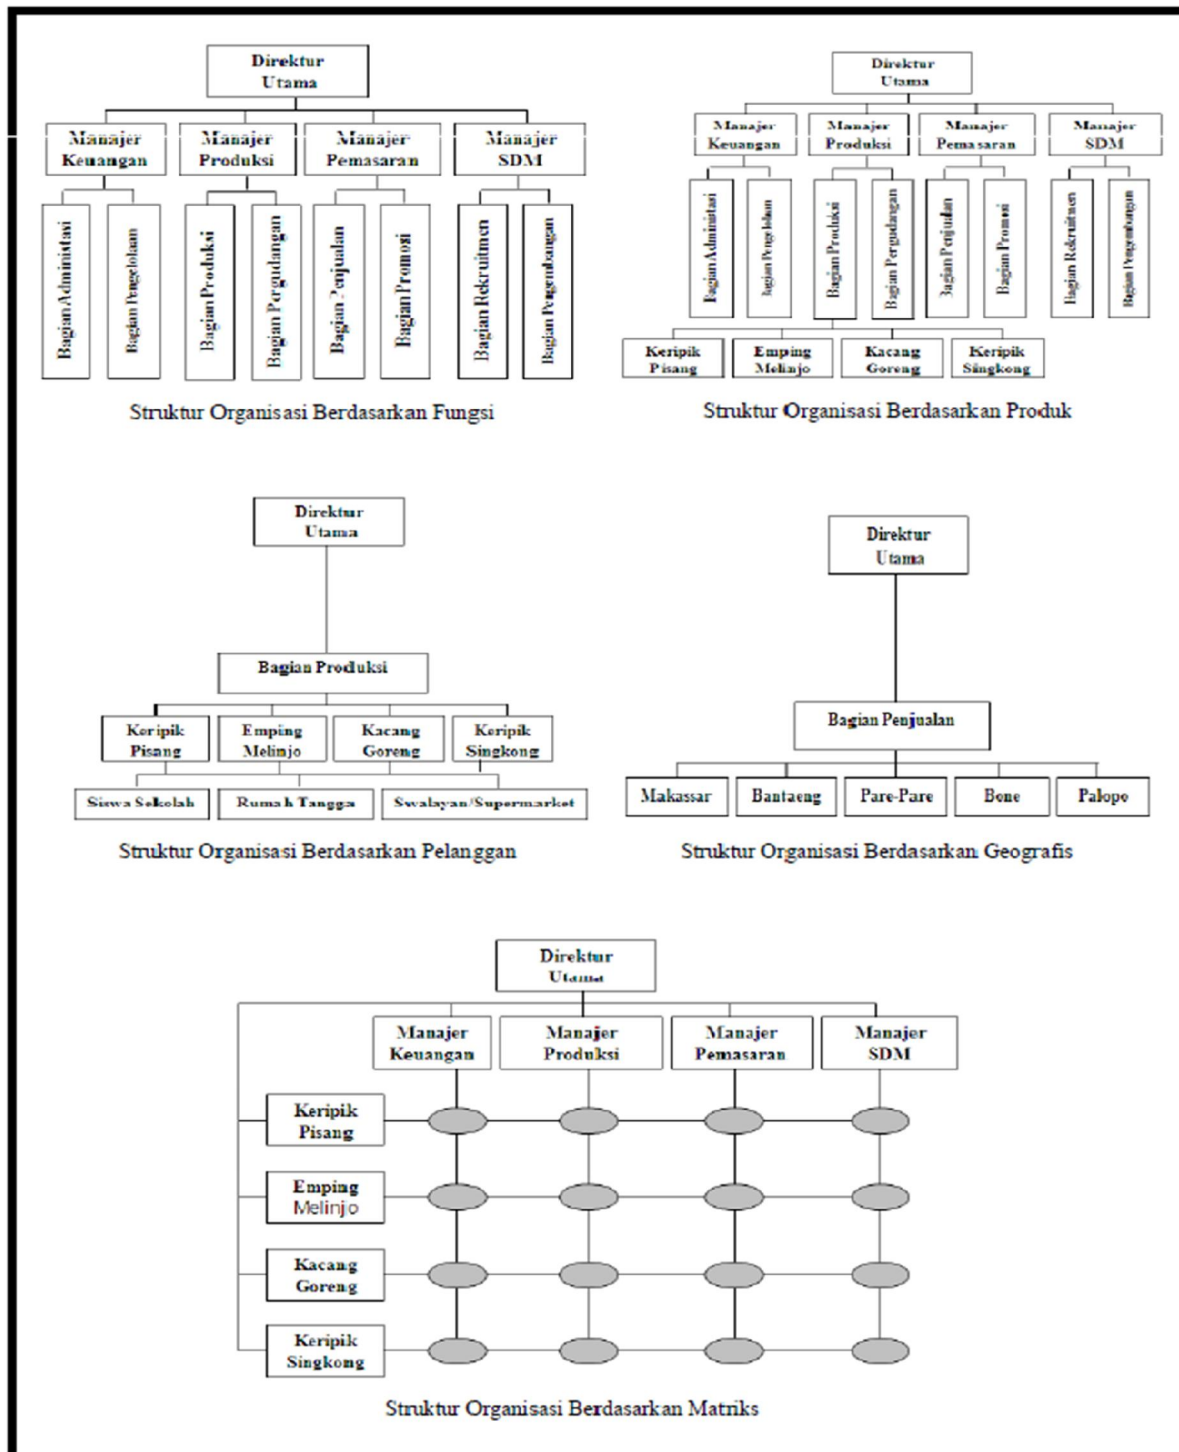 Direktur
Utama
Manajer
Keuangan
Manajer
Produksi
Manajer
Pemasaran
Manajer
SDM
Bagian Administasi
Bagian Pengelolaan
Bagian Produksi
Bagian Pergudangan
Bagian Penjualan
Bagian Promosi
Bagian Rekruitmen
Bagian Pengembangan
Struktur Organisasi Berdasarkan Fungsi
Direktur
Utama
Manajer
Keuangan
Manajer
Produksi
Manajer
Pemasaran
Manajer
SDM
Bagian Administasi
Bagian Pengelolaan
Bagian Produksi
Bagian Pergudangan
Bagian Penjualan
Bagian Promosi
Bagian Rekruitmen
Bagian Pengembangan
Keripik
Pisang
Emping
Melinjo
Kacang
Goreng
Keripik
Singkong
Struktur Organisasi Berdasarkan Produk
Direktur
Utama
Bagian Produksi
Keripik
Pisang
Emping
Melinjo
Kacang
Goreng
Keripik
Singkong
Siswa Sekolah
Rumah Tangga
Swalayan/Supermarket
Struktur Organisasi Berdasarkan Pelanggan
Direktur
Utama
Bagian Penjualan
Makassar
Bantaeng
Pare-Pare
Bone
Palopo
Struktur Organisasi Berdasarkan Geografis
Direktur
Utama
Manajer
Keuangan
Manajer
Produksi
Manajer
Pemasaran
Manajer
SDM
Keripik
Pisang
Emping
Melinjo
Kacang
Goreng
Keripik
Singkong
Struktur Organisasi Berdasarkan Matriks